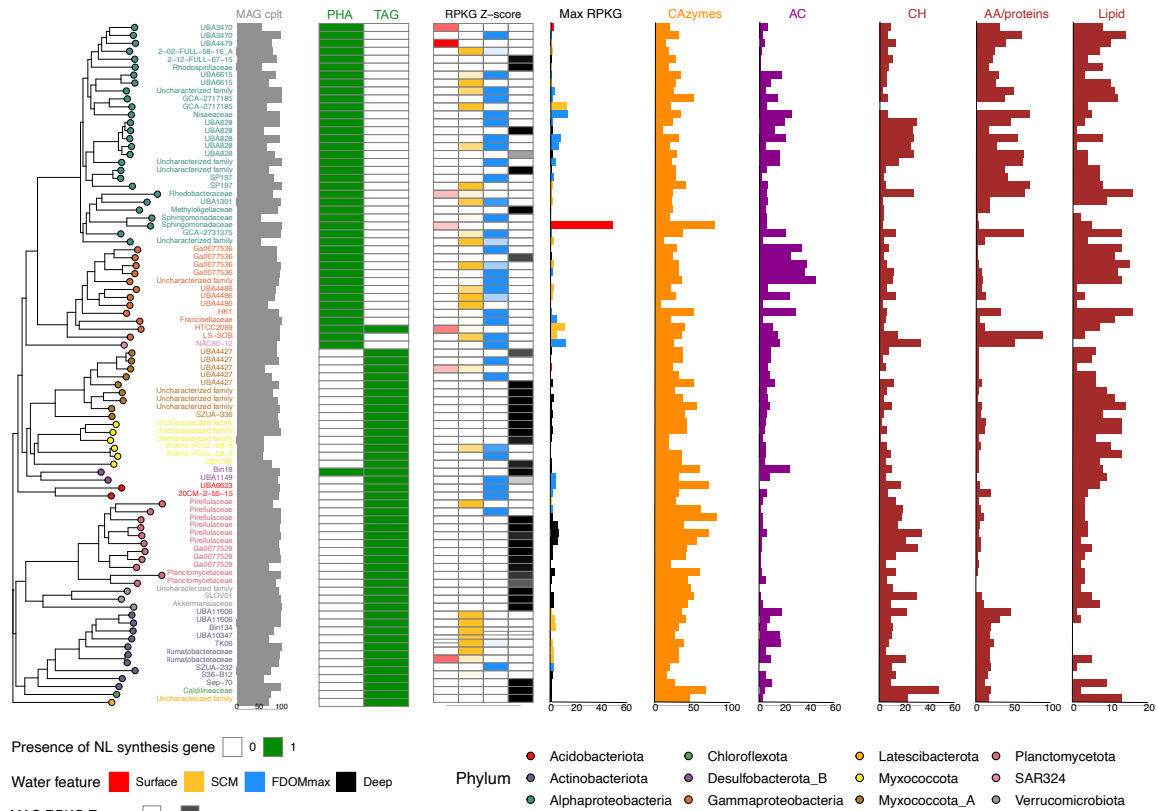 MAG cplt PHA TAG RPKG Z-score Max RPKG CAzymes AC CH AA/proteins Lipid
UBA3470
UBA3470
UBA4479
2-02-FULL-58-16_A
2-12-FULL-67-15
Rhodospirillaceae
UBA6615
UBA6615
Uncharacterized family
GCA-2717185
GCA-2717185
Nisaeaceae
UBA828
UBA828
UBA828
UBA828
UBA828
Uncharacterized family
Uncharacterized family
SP197
SP197
Rhodobacteraceae
UBA1301
Methyloligellaceae
Sphingomonadaceae
Sphingomonadaceae
GCA-2731375
Uncharacterized family
Ga0077536
Ga0077536
Ga0077536
Ga0077536
Uncharacterized family
UBA4486
UBA4486
UBA4486
HK1
Francisellaceae
HTCC2089
LS-SOB
NAC60-12
UBA4427
UBA4427
UBA4427
UBA4427
UBA4427
Uncharacterized family
Uncharacterized family
Uncharacterized family
SZUA-336
Uncharacterized family
Uncharacterized family
Uncharacterized family
Bin18
UBA1149
UBA6623
20CM-2-55-15
Pirellulaceae
Pirellulaceae
Pirellulaceae
Pirellulaceae
Pirellulaceae
Pirellulaceae
Ga0077529
Ga0077529
Ga0077529
Planctomycetaceae
Planctomycetaceae
Uncharacterized family
SLOV01
Akkermansiaceae
UBA11606
UBA11606
Bin134
UBA10347
TK06
Ilumatobacteraceae
Ilumatobacteraceae
SZUA-232
S36-B12
Sep-70
Caldilineaceae
Uncharacterized family
0 50 100 0 20 40 60 0 50 100 0 20 40 60 0 20 40 60 0 50 100 0 10 20
Presence of NL synthesis gene 0 1
Water feature Surface SCM FDOMmax Deep
Phylum
Acidobacteriota Chloroflexota Latescibacterota Planctomycetota
Actinobacteriota Desulfobacterota_B Myxococcota SAR324
Alphaproteobacteria Gammaproteobacteria Myxococcota_A Verrucomicrobiota